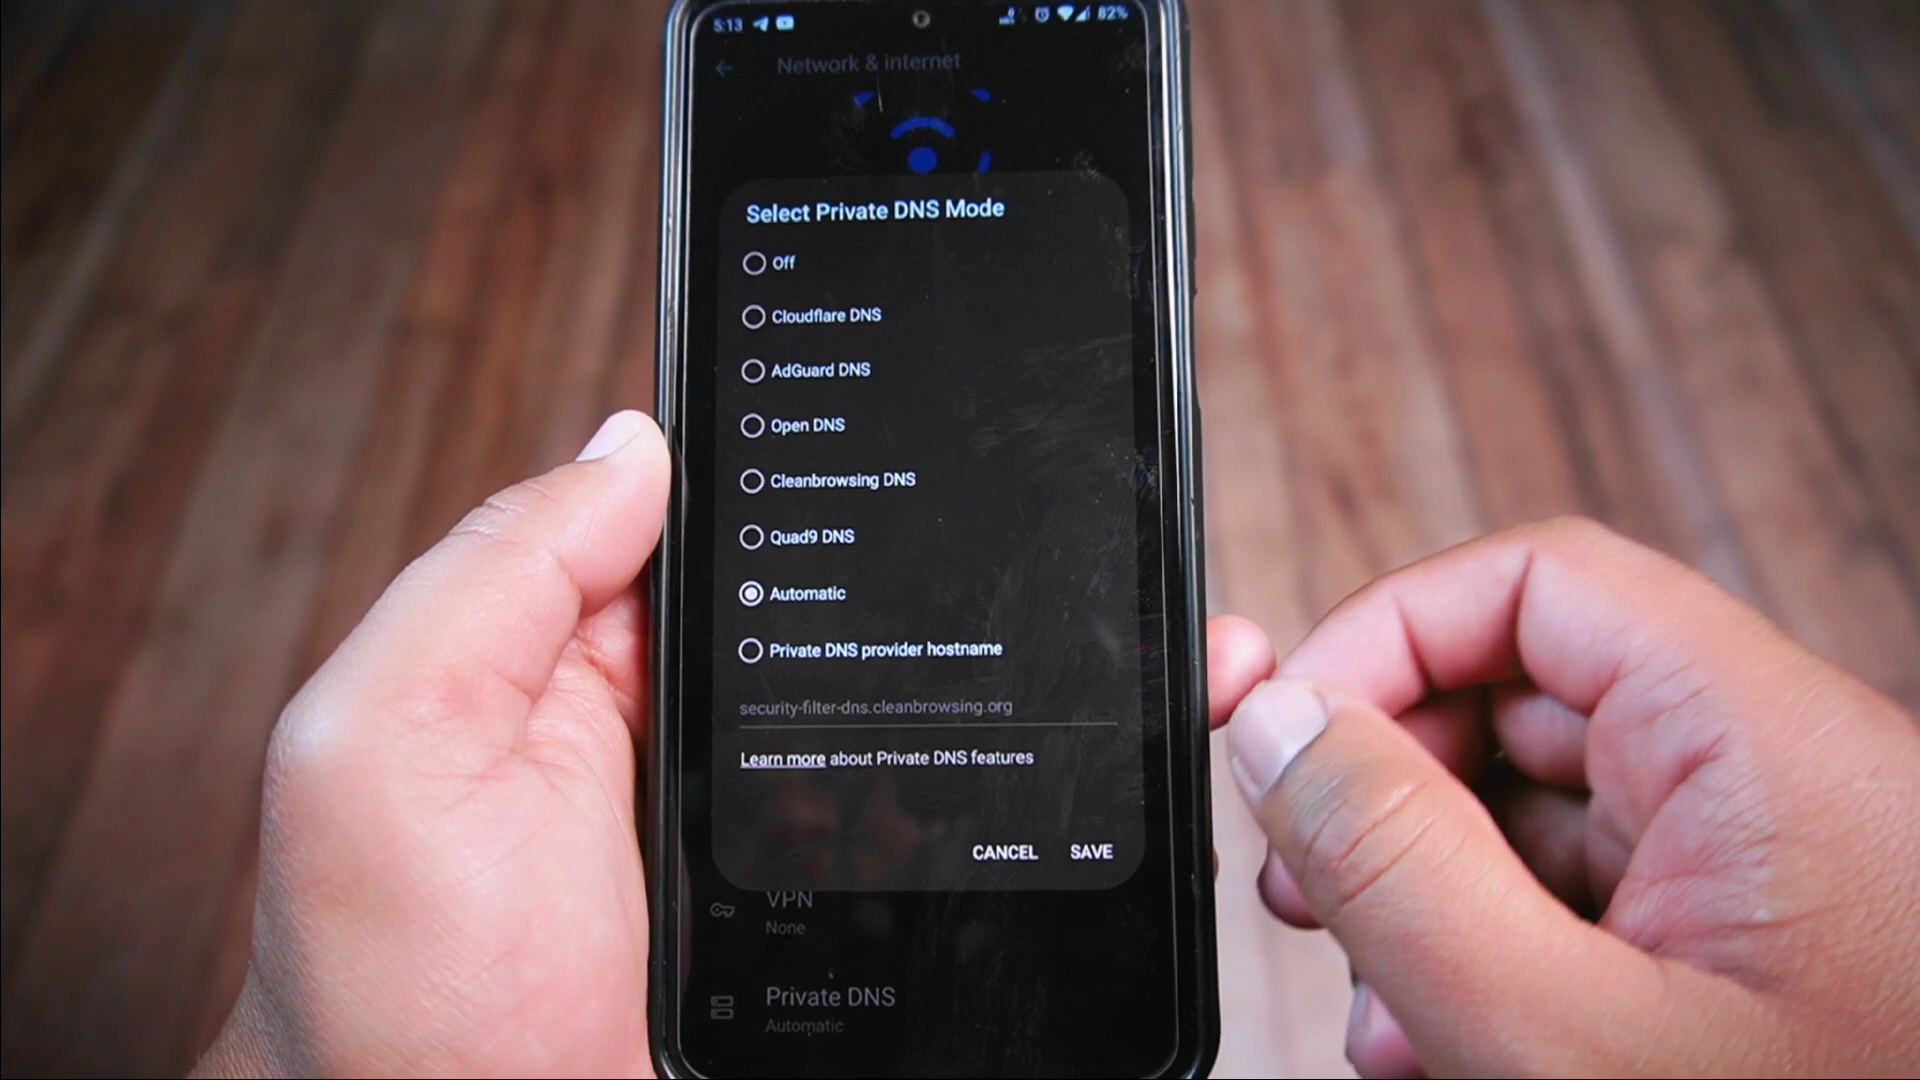 5:13
82%
Network & internet
Select Private DNS Mode
Off
Cloudflare DNS
AdGuard DNS
Open DNS
Cleanbrowsing DNS
Quad9 DNS
Automatic
Private DNS provider hostname
security-filter-dns.cleanbrowsing.org
Learn more about Private DNS features
CANCEL SAVE
VPN
None
Private DNS
Automatic